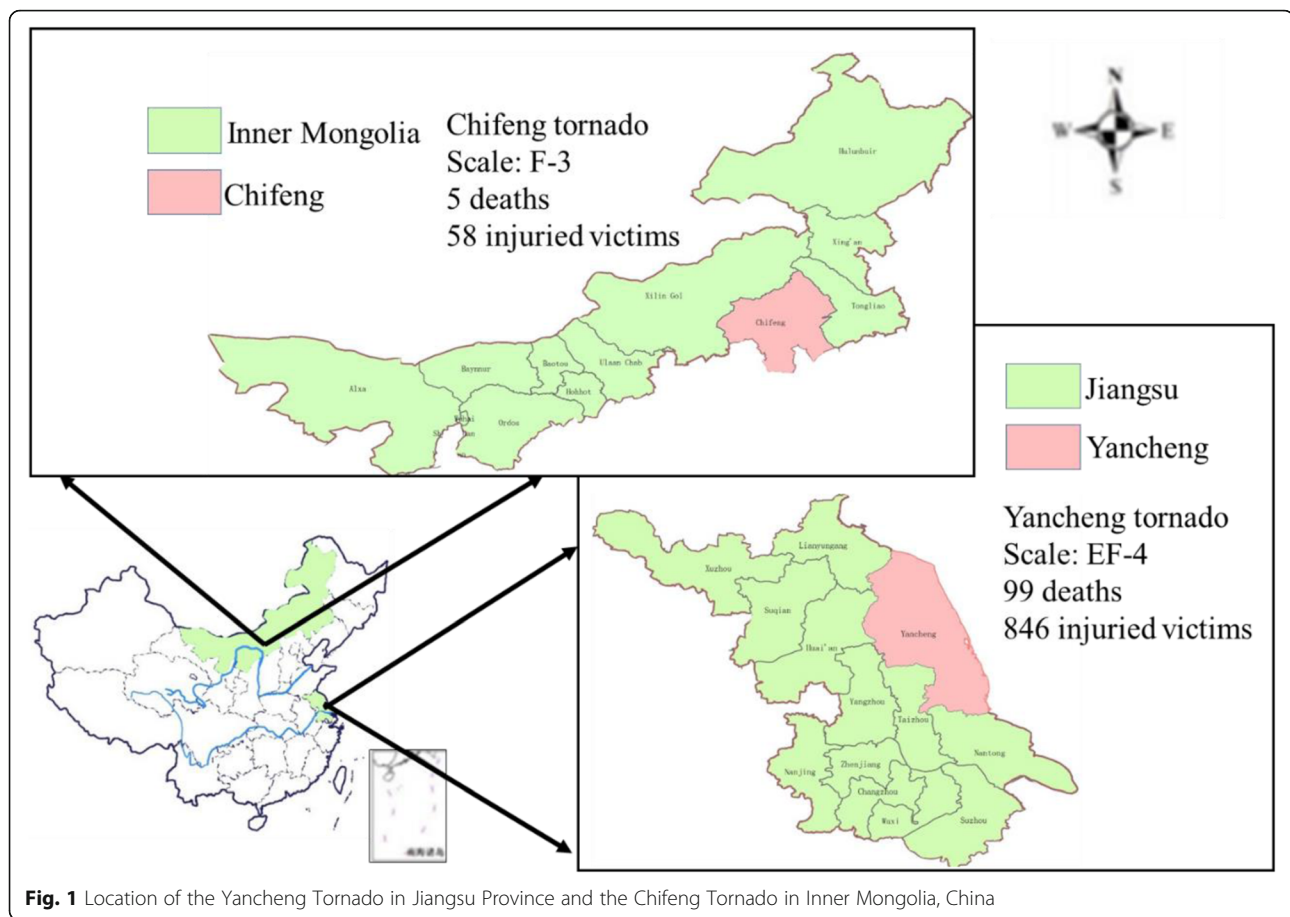 Inner Mongolia
Chifeng
Chifeng tornado
Scale: F-3
5 deaths
58 injuried victims
N
W
E
S
Xing'an
Xilin Gol
Tongliao
Chifeng
Ulaan Chab
Baotou
Hohhot
Alxa
Ordos
Jiangsu
Yancheng
Yancheng tornado
Scale: EF-4
99 deaths
846 injuried victims
Lianyungang
Xuzhou
Suqian
Yancheng
Huai'an
Yangzhou
Taizhou
Nantong
Nanjing
Zhenjiang
Changzhou
Wuxi
Suzhou
Fig. 1 Location of the Yancheng Tornado in Jiangsu Province and the Chifeng Tornado in Inner Mongolia, China